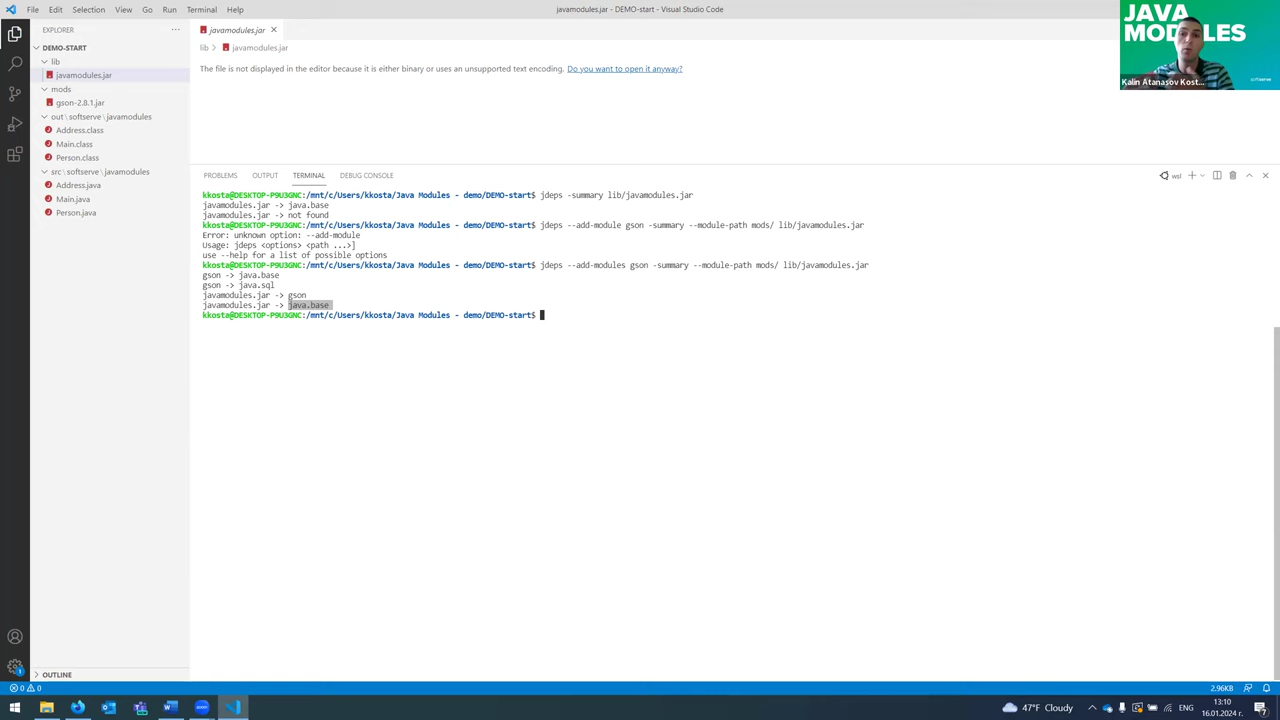 File Edit Selection View Go Run Terminal Help
javamodules.jar - DEMO-start - Visual Studio Code
JAVA
MODULES
softserve
Kalin Atanasov Kost...
EXPLORER
DEMO-START
lib
javamodules.jar
mods
gson-2.8.1.jar
out \ softserve \ javamodules
Address.class
Main.class
Person.class
src \ softserve \ javamodules
Address.java
Main.java
Person.java
OUTLINE
javamodules.jar
lib > javamodules.jar
The file is not displayed in the editor because it is either binary or uses an unsupported text encoding. Do you want to open it anyway?
PROBLEMS OUTPUT TERMINAL DEBUG CONSOLE
wsl
kkosta@DESKTOP-P9U3GNC:/mnt/c/Users/kkosta/Java Modules - demo/DEMO-start$ jdeps -summary lib/javamodules.jar
javamodules.jar -> java.base
javamodules.jar -> not found
kkosta@DESKTOP-P9U3GNC:/mnt/c/Users/kkosta/Java Modules - demo/DEMO-start$ jdeps --add-module gson -summary --module-path mods/ lib/javamodules.jar
Error: unknown option: --add-module
Usage: jdeps <options> <path ...>]
use --help for a list of possible options
kkosta@DESKTOP-P9U3GNC:/mnt/c/Users/kkosta/Java Modules - demo/DEMO-start$ jdeps --add-modules gson -summary --module-path mods/ lib/javamodules.jar
gson -> java.base
gson -> java.sql
javamodules.jar -> gson
javamodules.jar -> java.base
kkosta@DESKTOP-P9U3GNC:/mnt/c/Users/kkosta/Java Modules - demo/DEMO-start$
0 0
2.96KB
47°F Cloudy
ENG
13:10
16.01.2024 г.